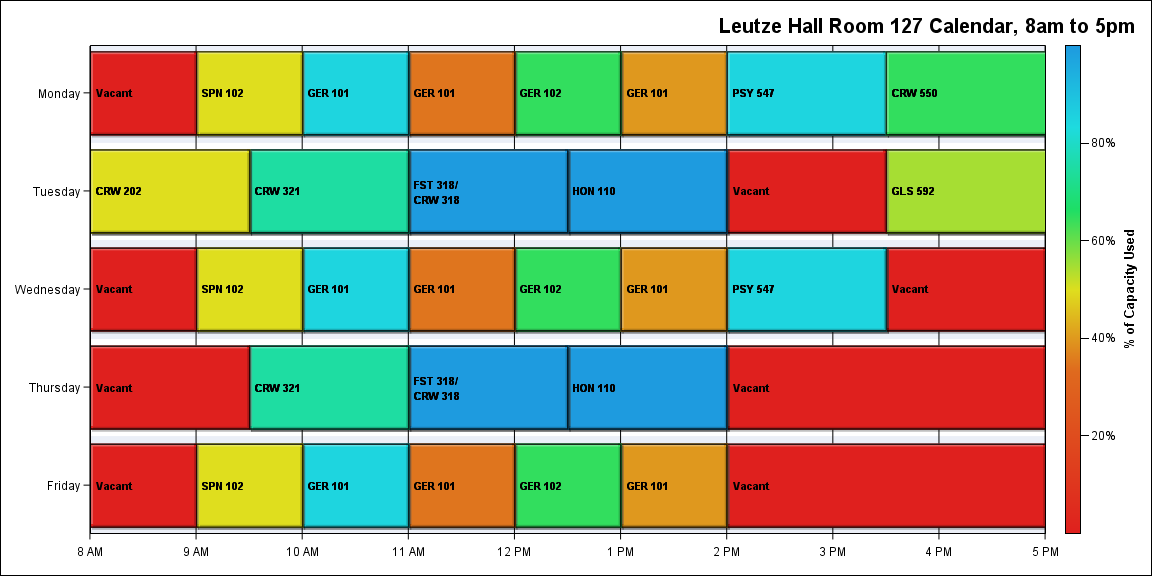 Leutze Hall Room 127 Calendar, 8am to 5pm
Monday
Vacant
SPN 102
GER 101
GER 101
GER 102
GER 101
PSY 547
CRW 550
Tuesday
CRW 202
CRW 321
FST 318/
CRW 318
HON 110
Vacant
GLS 592
Wednesday
Vacant
SPN 102
GER 101
GER 101
GER 102
GER 101
PSY 547
Vacant
Thursday
Vacant
CRW 321
FST 318/
CRW 318
HON 110
Vacant
Friday
Vacant
SPN 102
GER 101
GER 101
GER 102
GER 101
Vacant
8 AM
9 AM
10 AM
11 AM
12 PM
1 PM
2 PM
3 PM
4 PM
5 PM
80%
60%
40%
20%
% of Capacity Used